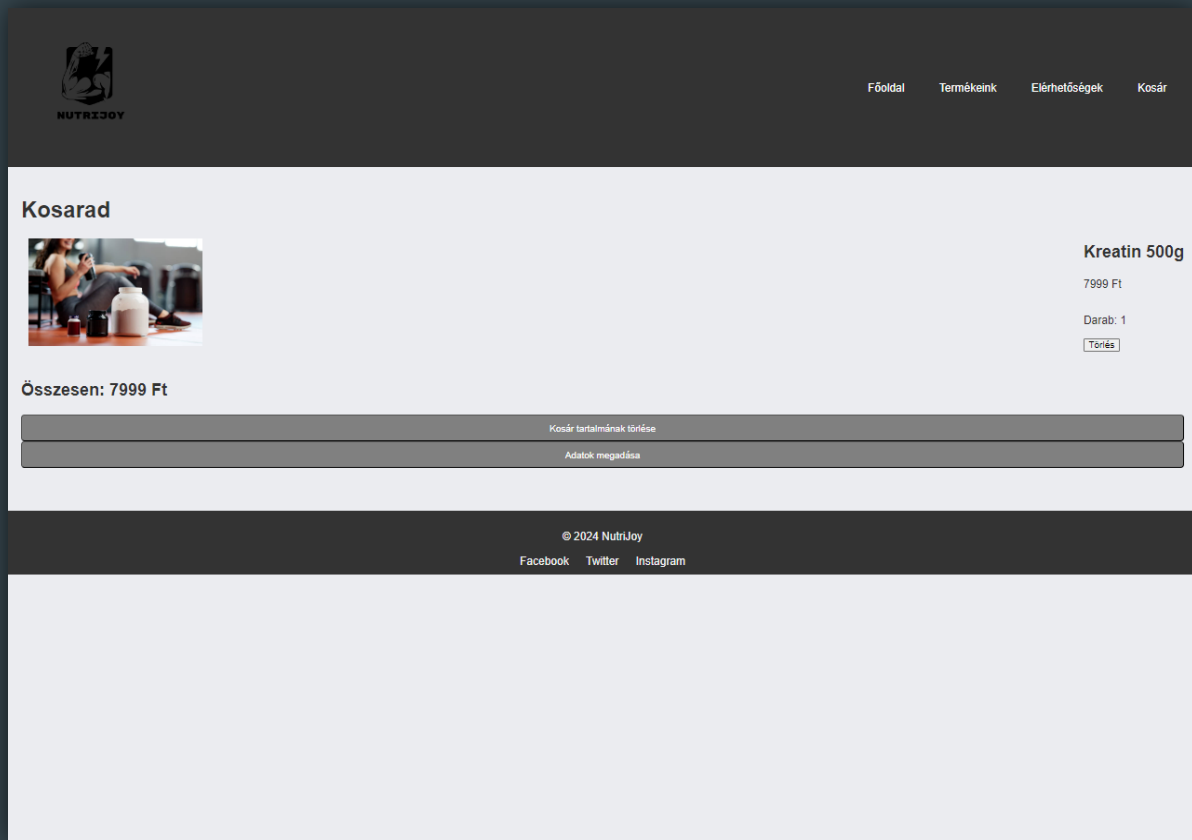 NUTRIJOY
Főoldal Termékeink Elérhetőségek Kosár
Kosarad
Kreatin 500g
7999 Ft
Darab: 1
Törlés
Összesen: 7999 Ft
Kosár tartalmának törlése
Adatok megadása
© 2024 NutriJoy
Facebook Twitter Instagram